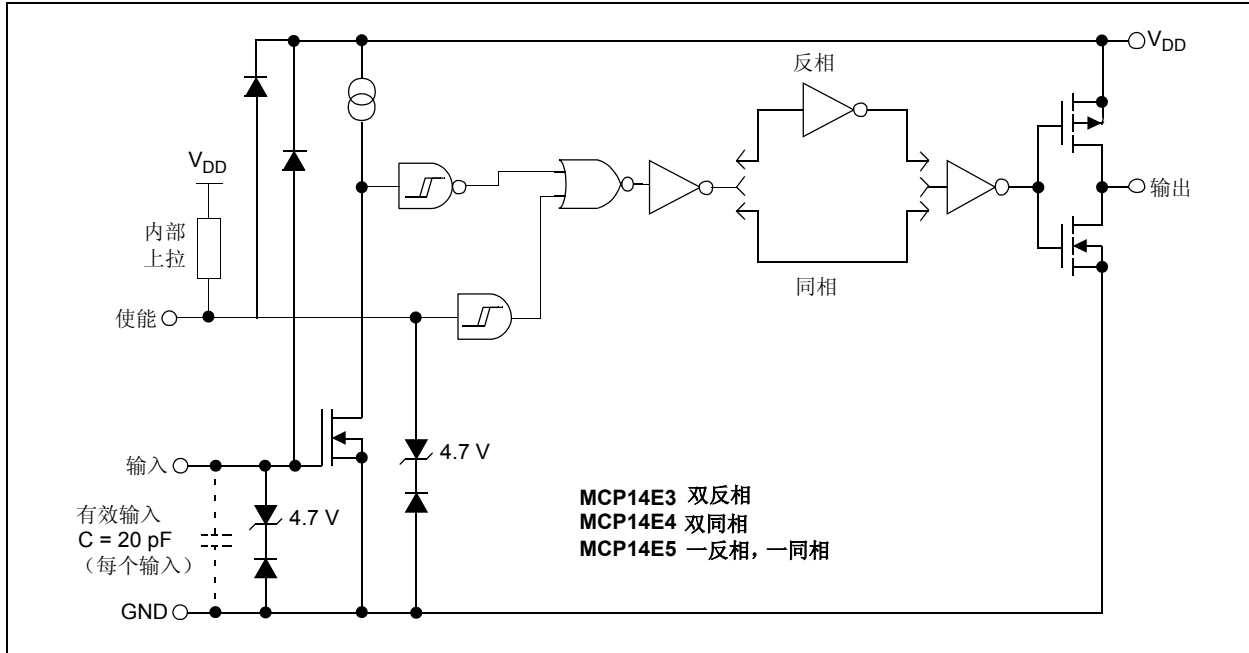 V_DD
反相
V_DD
内部
上拉
输出
同相
使能
4.7 V
输入
有效输入
C = 20 pF
（每个输入）
4.7 V
MCP14E3 双反相
MCP14E4 双同相
MCP14E5 一反相，一同相
GND